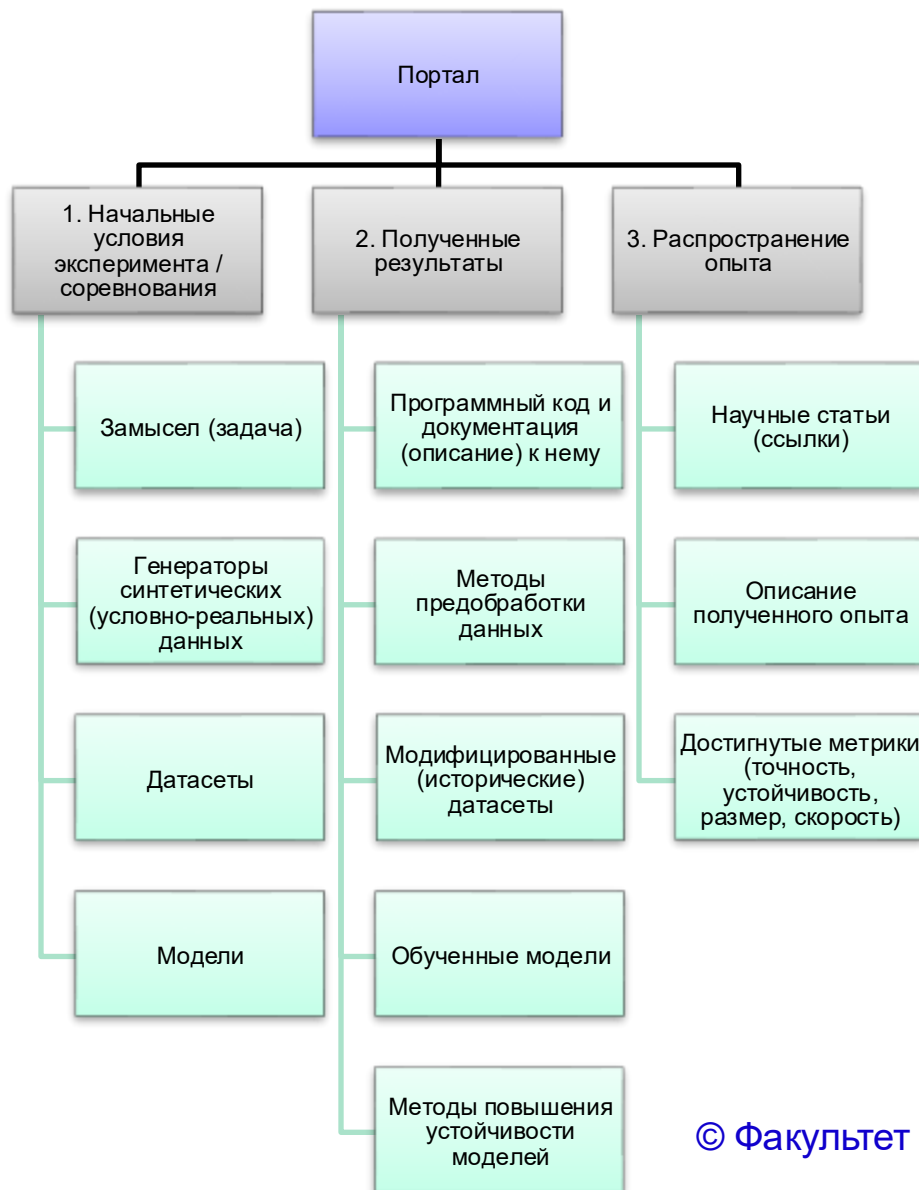 Портал
1. Начальные
условия
эксперимента /
соревнования
2. Полученные
результаты
3. Распространение
опыта
Замысел (задача)
Генераторы
синтетических
(условно-реальных)
данных
Датасеты
Модели
Программный код и
документация
(описание) к нему
Методы
предобработки
данных
Модифицированные
(исторические)
датасеты
Обученные модели
Методы повышения
устойчивости
моделей
Научные статьи
(ссылки)
Описание
полученного опыта
Достигнутые метрики
(точность,
устойчивость,
размер, скорость)
© Факультет